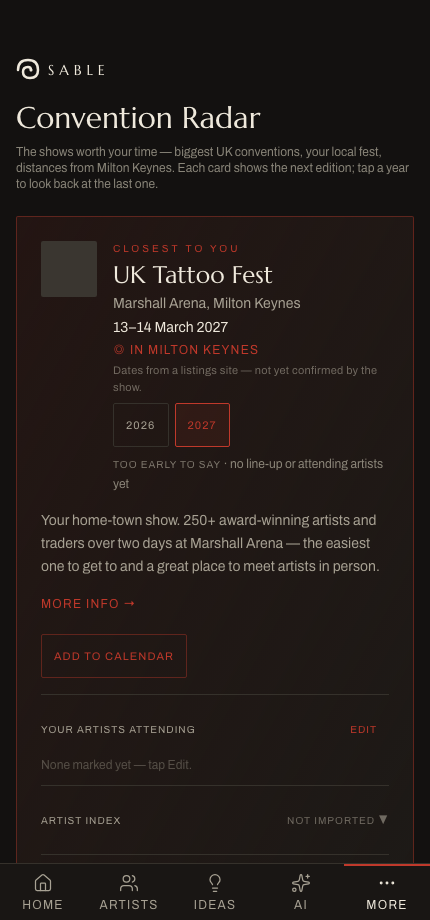 SABLE
Convention Radar
The shows worth your time — biggest UK conventions, your local fest,
distances from Milton Keynes. Each card shows the next edition; tap a year
to look back at the last one.
CLOSEST TO YOU
UK Tattoo Fest
Marshall Arena, Milton Keynes
13–14 March 2027
◎ IN MILTON KEYNES
Dates from a listings site — not yet confirmed by the
show.
2026 2027
TOO EARLY TO SAY · no line-up or attending artists
yet
Your home-town show. 250+ award-winning artists and
traders over two days at Marshall Arena — the easiest
one to get to and a great place to meet artists in person.
MORE INFO →
ADD TO CALENDAR
YOUR ARTISTS ATTENDING EDIT
None marked yet — tap Edit.
ARTIST INDEX NOT IMPORTED ▼
HOME ARTISTS IDEAS AI MORE